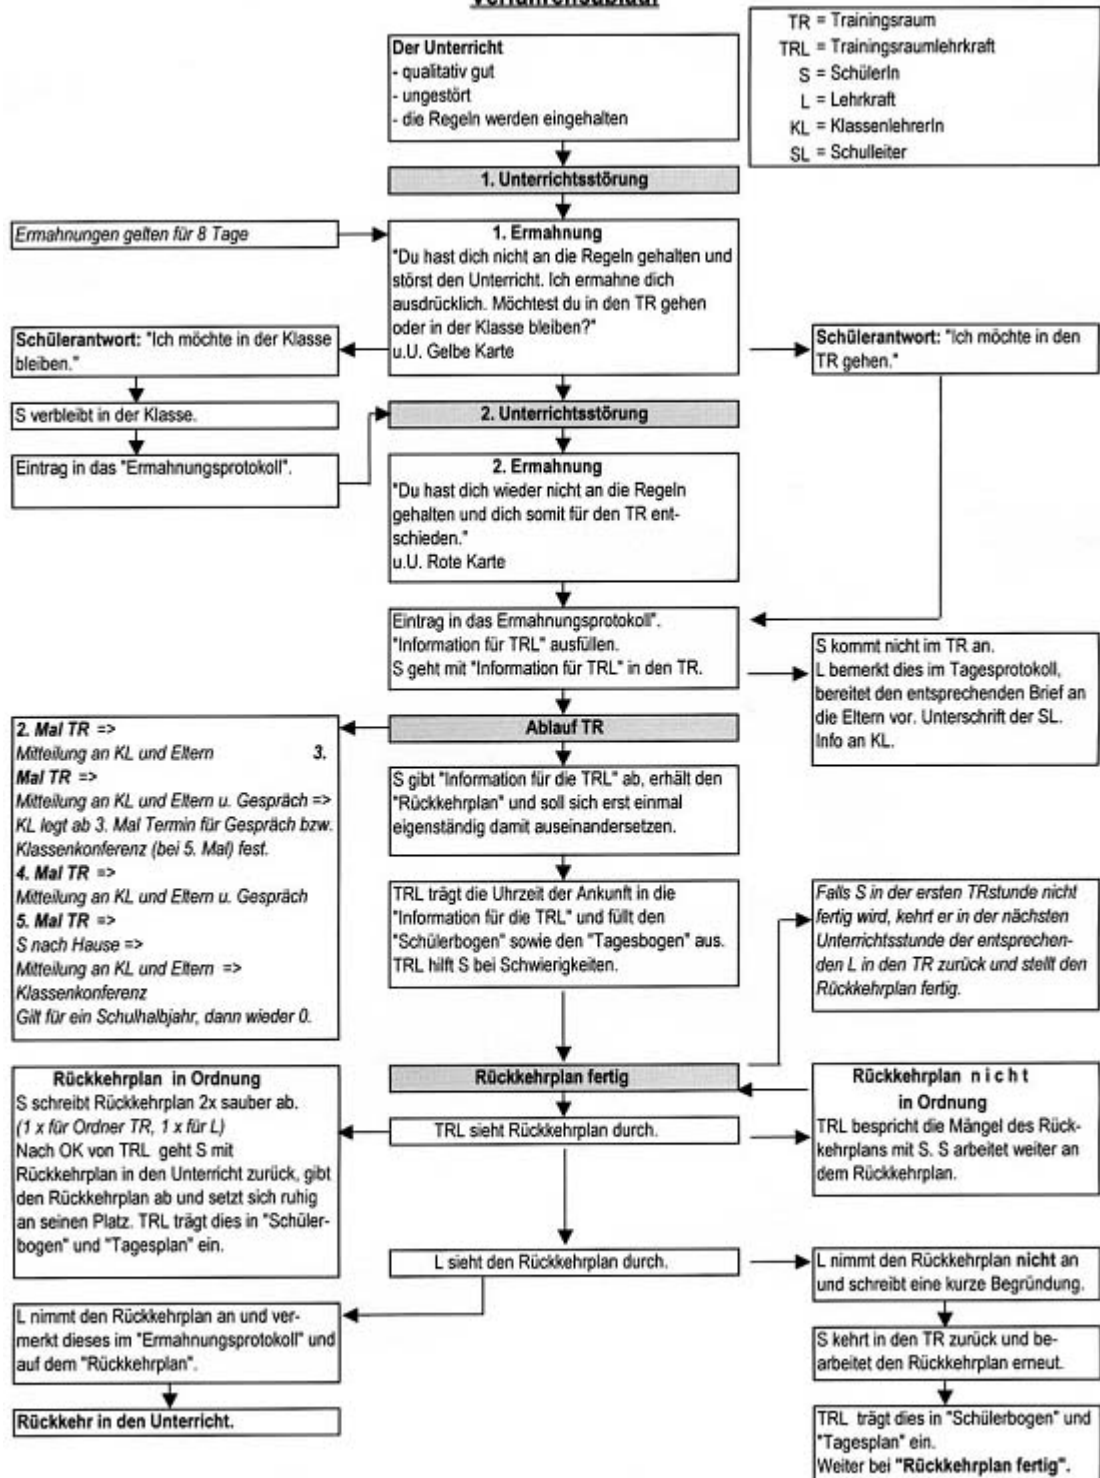 Verfahrensablauf
TR = Trainingsraum
TRL = Trainingsraumlehrkraft
S = SchülerIn
L = Lehrkraft
KL = KlassenlehrerIn
SL = Schulleiter
Der Unterricht
- qualitativ gut
- ungestört
- die Regeln werden eingehalten
1. Unterrichtsstörung
Ermahnungen gelten für 8 Tage
1. Ermahnung
"Du hast dich nicht an die Regeln gehalten und
störst den Unterricht. Ich ermahne dich
ausdrücklich. Möchtest du in den TR gehen
oder in der Klasse bleiben?"
u.U. Gelbe Karte
Schülerantwort: "Ich möchte in der Klasse
bleiben."
Schülerantwort: "Ich möchte in den
TR gehen."
S verbleibt in der Klasse.
Eintrag in das "Ermahnungsprotokoll".
2. Unterrichtsstörung
2. Ermahnung
"Du hast dich wieder nicht an die Regeln
gehalten und dich somit für den TR ent-
schieden."
u.U. Rote Karte
Eintrag in das Ermahnungsprotokoll".
"Information für TRL" ausfüllen.
S geht mit "Information für TRL" in den TR.
S kommt nicht im TR an.
L bemerkt dies im Tagesprotokoll,
bereitet den entsprechenden Brief an
die Eltern vor. Unterschrift der SL.
Info an KL.
Ablauf TR
2. Mal TR =>
Mitteilung an KL und Eltern 3.
Mal TR =>
Mitteilung an KL und Eltern u. Gespräch =>
KL legt ab 3. Mal Termin für Gespräch bzw.
Klassenkonferenz (bei 5. Mal) fest.
4. Mal TR =>
Mitteilung an KL und Eltern u. Gespräch
5. Mal TR =>
S nach Hause =>
Mitteilung an KL und Eltern =>
Klassenkonferenz
Gilt für ein Schulhalbjahr, dann wieder 0.
S gibt "Information für die TRL" ab, erhält den
"Rückkehrplan" und soll sich erst einmal
eigenständig damit auseinandersetzen.
TRL trägt die Uhrzeit der Ankunft in die
"Information für die TRL" und füllt den
"Schülerbogen" sowie den "Tagesbogen" aus.
TRL hilft S bei Schwierigkeiten.
Falls S in der ersten TRstunde nicht
fertig wird, kehrt er in der nächsten
Unterrichtsstunde der entsprechen-
den L in den TR zurück und stellt den
Rückkehrplan fertig.
Rückkehrplan fertig
Rückkehrplan in Ordnung
S schreibt Rückkehrplan 2x sauber ab.
(1 x für Ordner TR, 1 x für L)
Nach OK von TRL geht S mit
Rückkehrplan in den Unterricht zurück, gibt
den Rückkehrplan ab und setzt sich ruhig
an seinen Platz. TRL trägt dies in "Schüler-
bogen" und "Tagesplan" ein.
TRL sieht Rückkehrplan durch.
Rückkehrplan n i c h t
in Ordnung
TRL bespricht die Mängel des Rück-
kehrplans mit S. S arbeitet weiter an
dem Rückkehrplan.
L sieht den Rückkehrplan durch.
L nimmt den Rückkehrplan nicht an
und schreibt eine kurze Begründung.
L nimmt den Rückkehrplan an und ver-
merkt dieses im "Ermahnungsprotokoll" und
auf dem "Rückkehrplan".
S kehrt in den TR zurück und be-
arbeitet den Rückkehrplan erneut.
Rückkehr in den Unterricht.
TRL trägt dies in "Schülerbogen" und
"Tagesplan" ein.
Weiter bei "Rückkehrplan fertig".